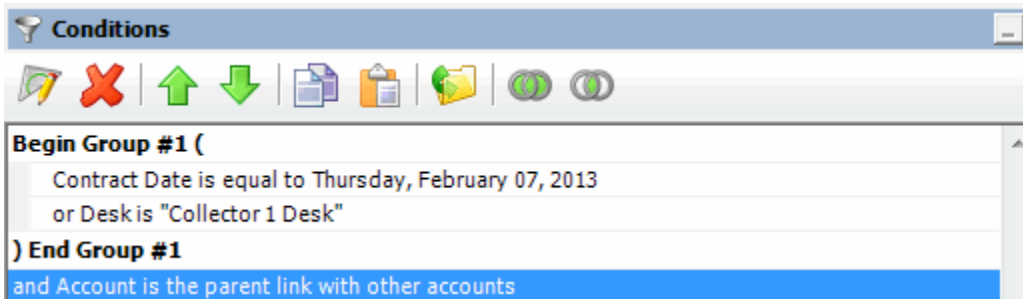 Conditions
Begin Group #1 (
Contract Date is equal to Thursday, February 07, 2013
or Desk is "Collector 1 Desk"
) End Group #1
and Account is the parent link with other accounts